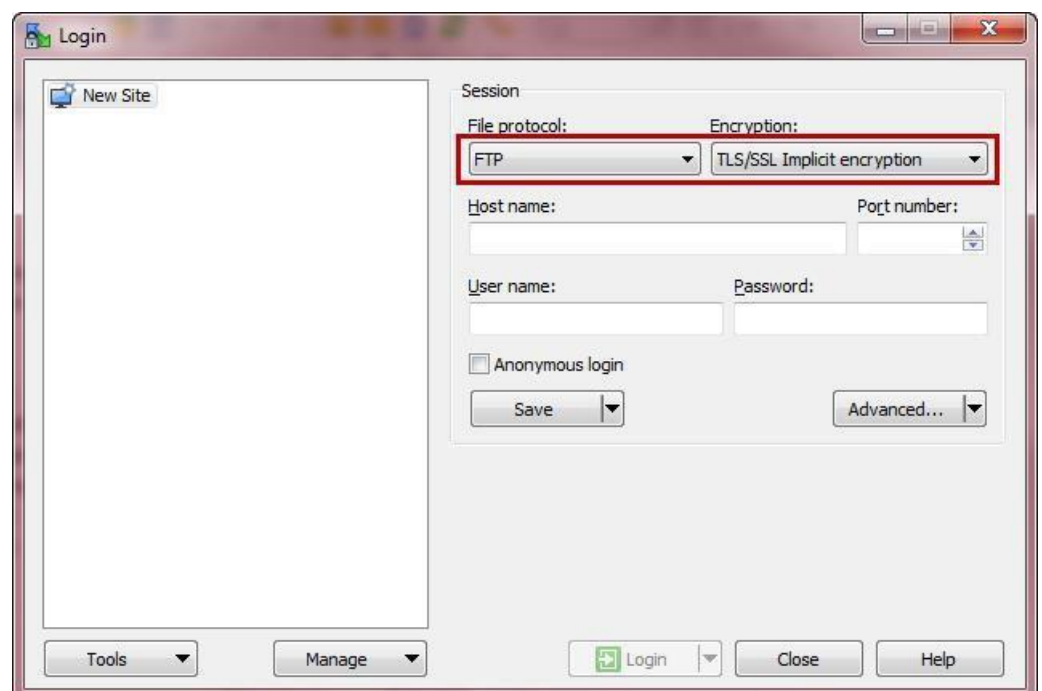 Login
New Site
Session
File protocol: Encryption:
FTP TLS/SSL Implicit encryption
Host name: Port number:
User name: Password:
Anonymous login
Save Advanced...
Tools Manage Login Close Help